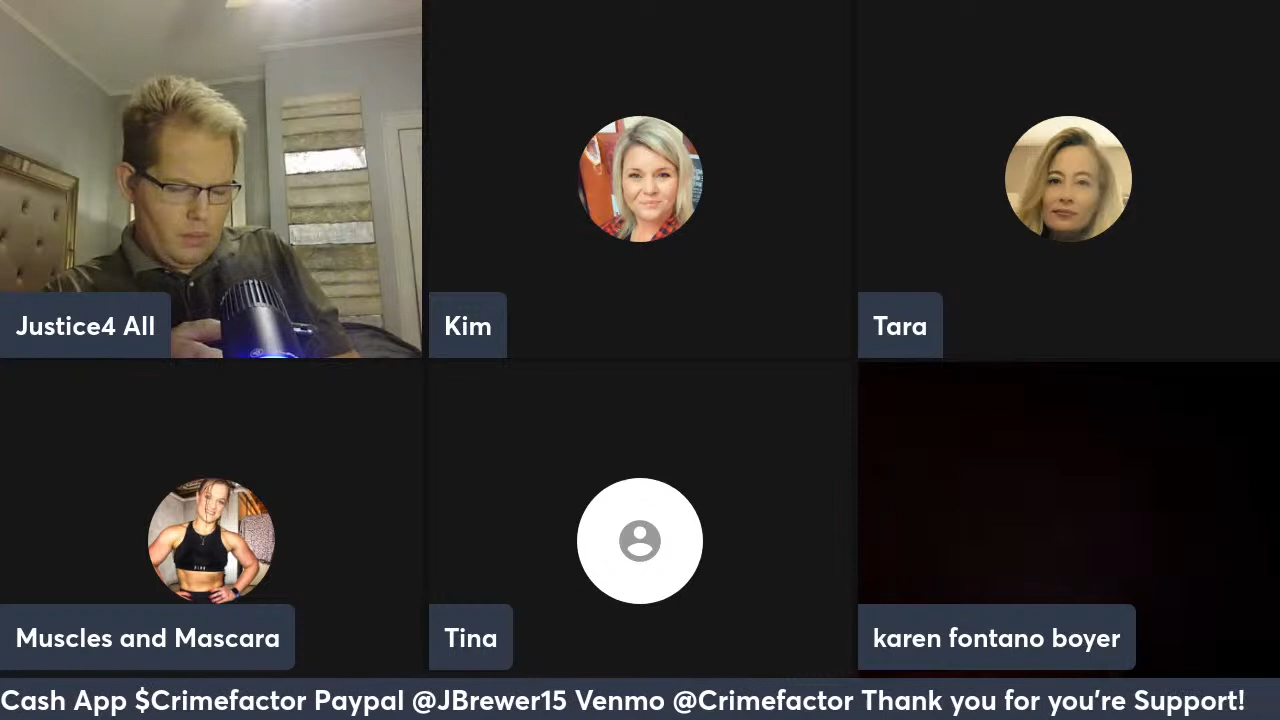 Justice4 All
Kim
Tara
Muscles and Mascara
Tina
karen fontano boyer
Cash App $Crimefactor Paypal @JBrewer15 Venmo @Crimefactor Thank you for you’re Support!